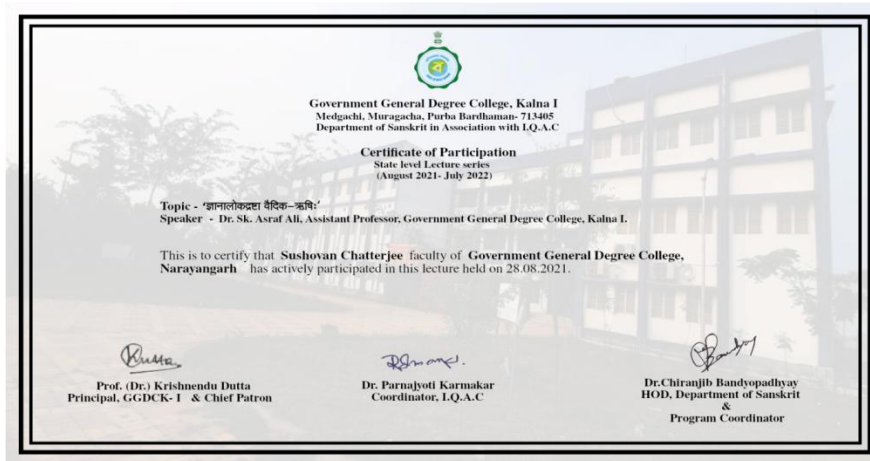 Government General Degree College, Kalna I
Medgachi, Muragacha, Purba Bardhaman- 713405
Department of Sanskrit in Association with I.Q.A.C
Certificate of Participation
State level Lecture series
(August 2021- July 2022)
Topic - ‘ज्ञानालोकद्रष्टा वैदिक-ऋषिः’
Speaker - Dr. Sk. Asraf Ali, Assistant Professor, Government General Degree College, Kalna I.
This is to certify that Sushovan Chatterjee faculty of Government General Degree College,
Narayangarh has actively participated in this lecture held on 28.08.2021.
Prof. (Dr.) Krishnendu Dutta
Principal, GGDCK- I & Chief Patron
Dr. Parnajyoti Karmakar
Coordinator, I.Q.A.C
Dr.Chiranjib Bandyopadhyay
HOD, Department of Sanskrit
&
Program Coordinator